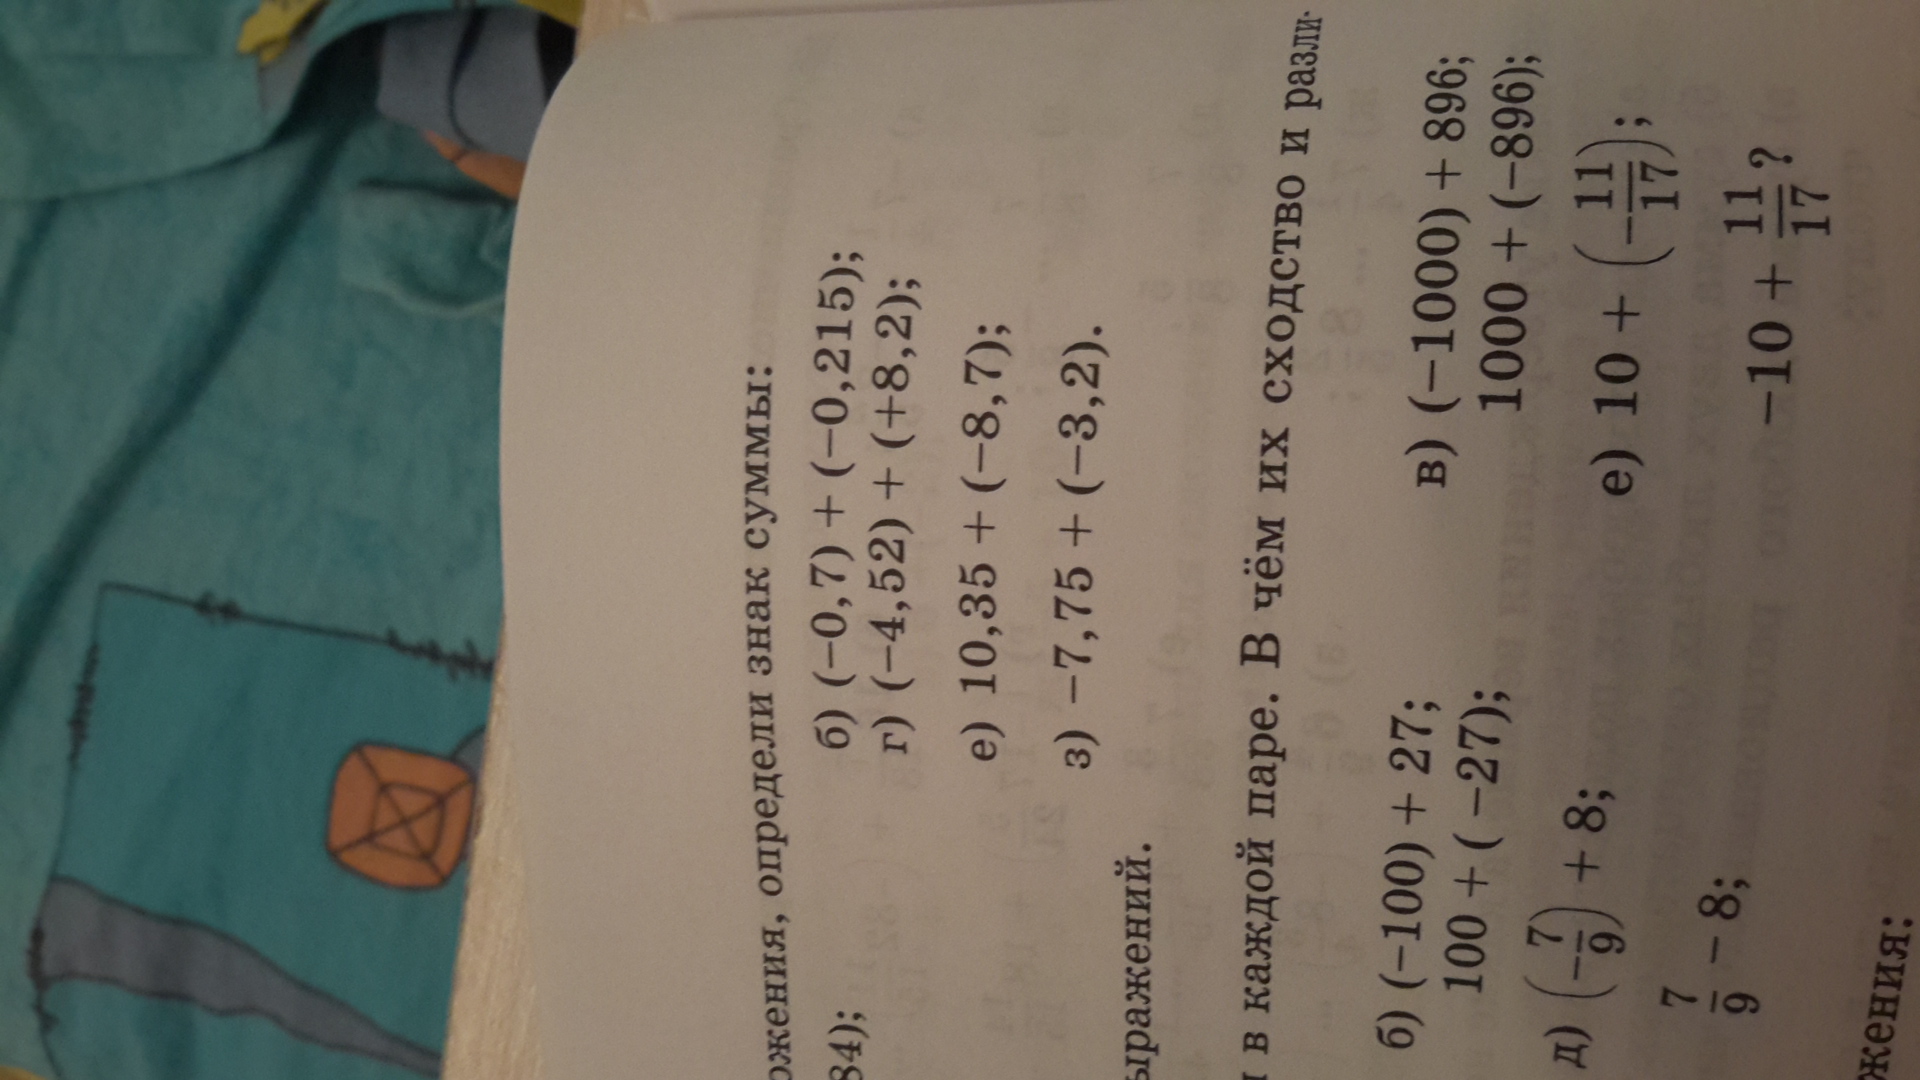 ожения, определи знак суммы:
84);
б) (−0,7) + (−0,215);
г) (−4,52) + (+8,2);
е) 10,35 + (−8,7);
з) −7,75 + (−3,2).
ыражений.
в каждой паре. В чём их сходство и разли-
б) (−100) + 27;
100 + ( −27);
в) (−1000) + 896;
1000 + (−896);
д) (−7/9) + 8;
7/9 − 8;
е) 10 + (−11/17);
−10 + 11/17?
жения: